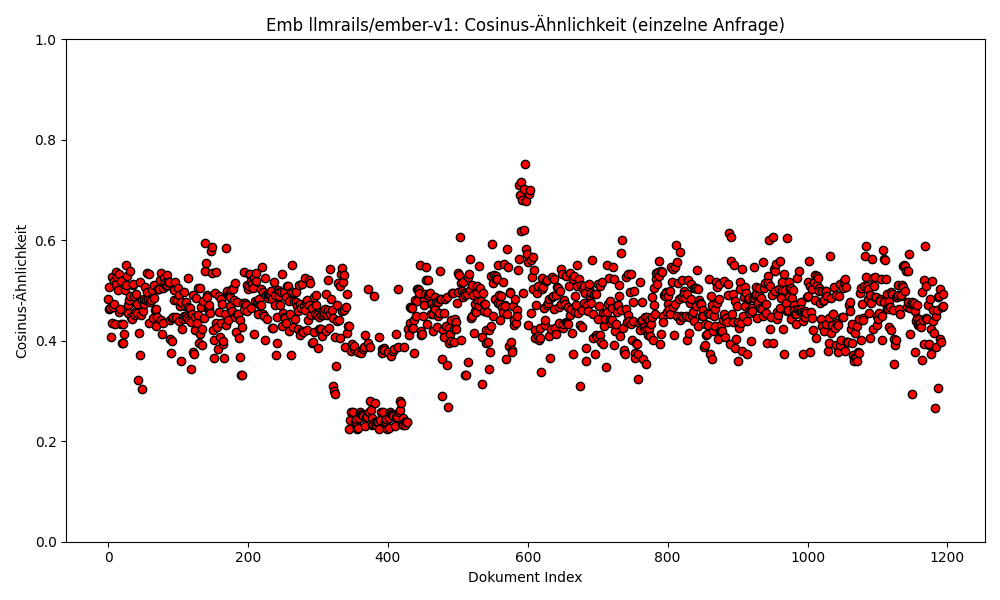 Emb llmrails/ember-v1: Cosinus-Ähnlichkeit (einzelne Anfrage)
1.0
0.8
0.6
0.4
0.2
0.0
Cosinus-Ähnlichkeit
0 200 400 600 800 1000 1200
Dokument Index